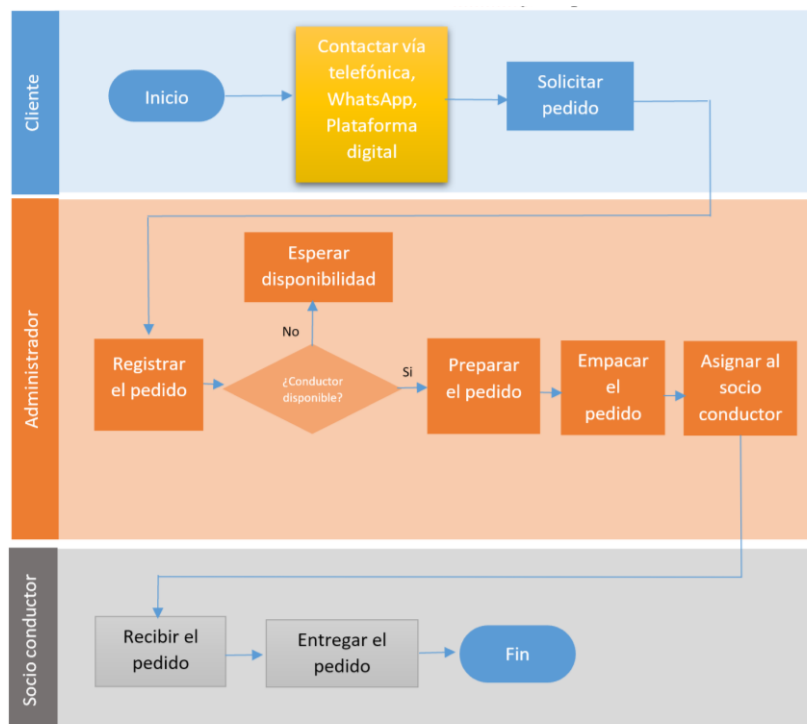 Cliente
Inicio
Contactar vía
telefónica,
WhatsApp,
Plataforma
digital
Solicitar
pedido
Administrador
Esperar
disponibilidad
No
Registrar
el pedido
¿Conductor
disponible?
Si
Preparar
el pedido
Empacar
el
pedido
Asignar al
socio
conductor
Socio conductor
Recibir el
pedido
Entregar el
pedido
Fin